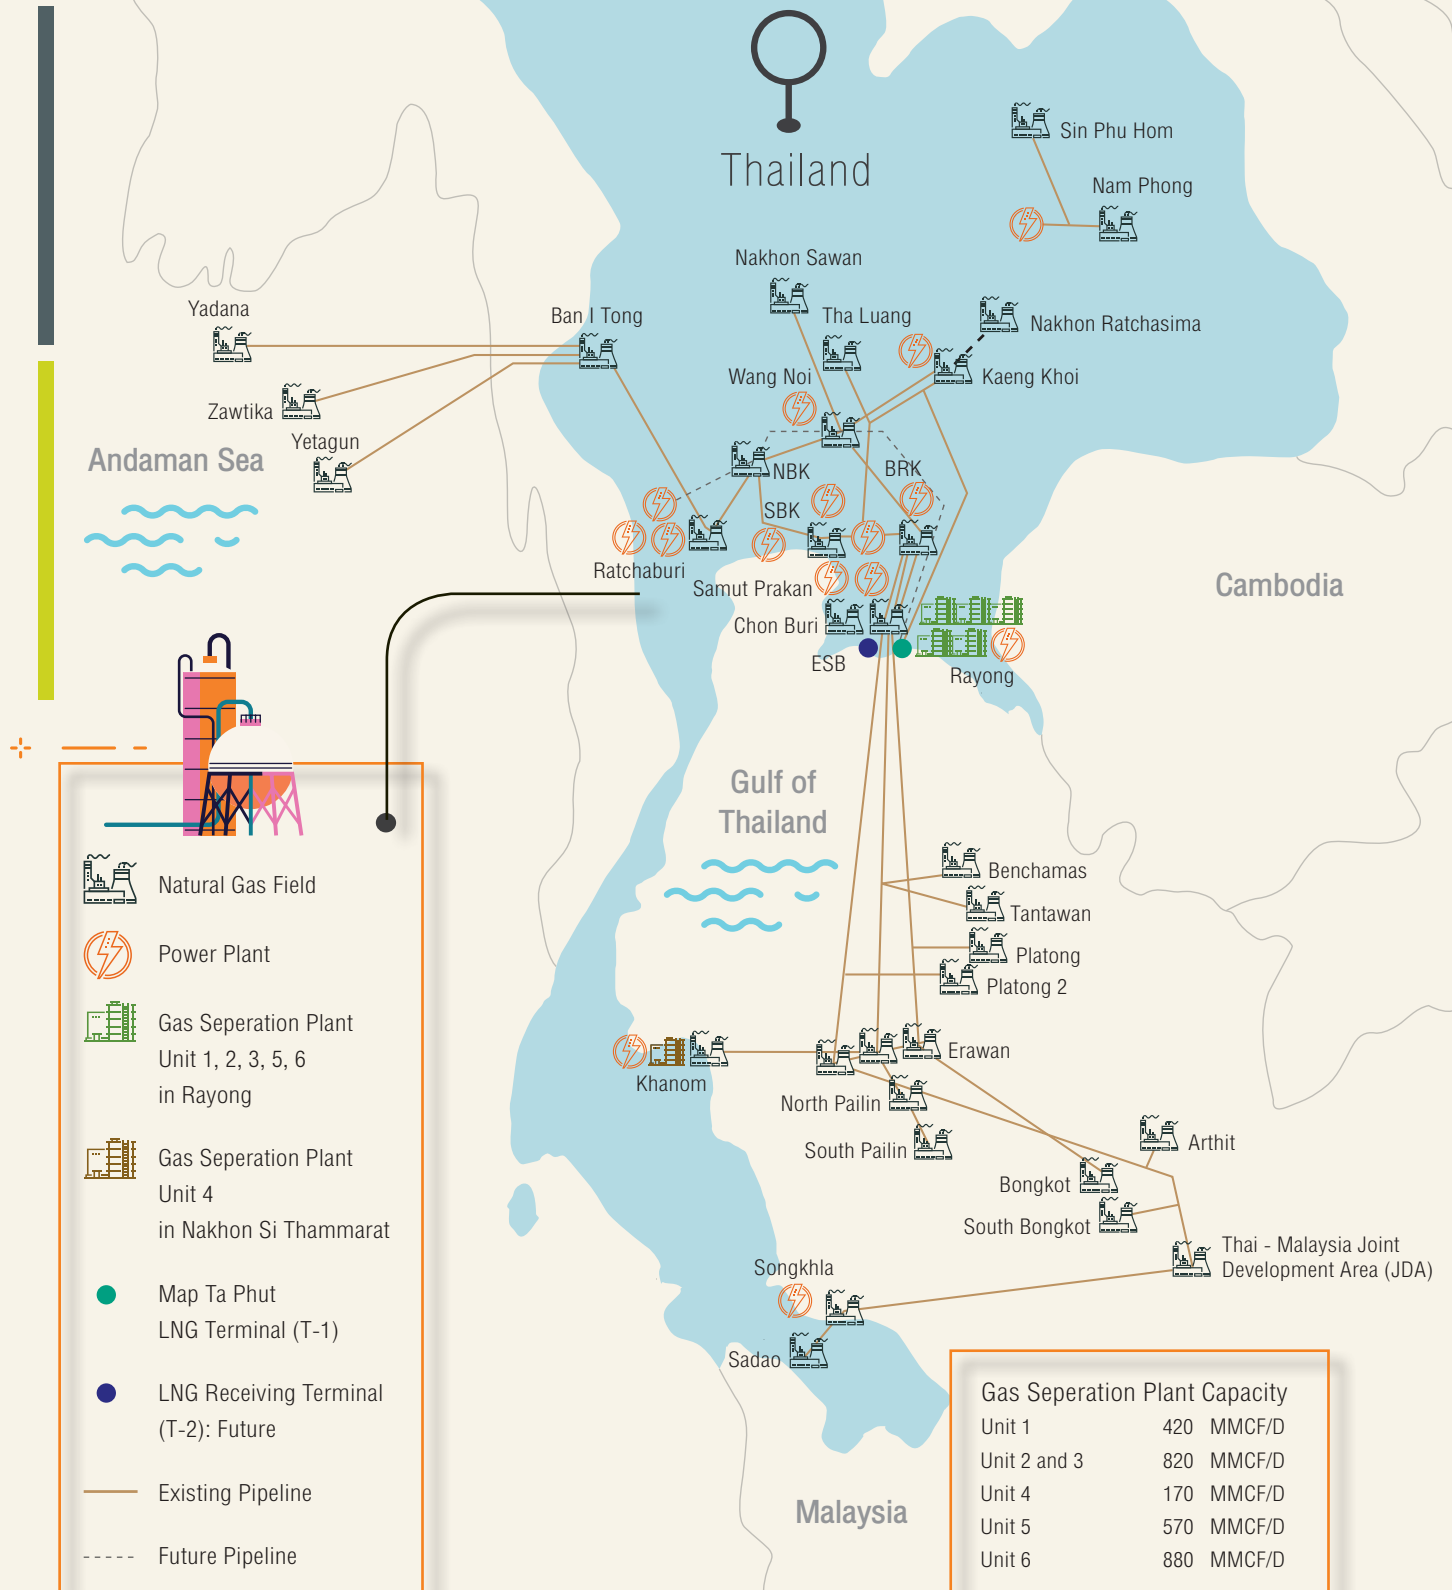 Thailand
Sin Phu Hom
Nam Phong
Nakhon Sawan
Yadana
Ban I Tong
Tha Luang
Nakhon Ratchasima
Wang Noi
Kaeng Khoi
Zawtika
Yetagun
Andaman Sea
NBK
BRK
SBK
Ratchaburi
Samut Prakan
Cambodia
Chon Buri
ESB
Rayong
Gulf of
Thailand
Benchamas
Tantawan
Platong
Platong 2
Erawan
Khanom
North Pailin
South Pailin
Arthit
Bongkot
South Bongkot
Thai - Malaysia Joint
Development Area (JDA)
Songkhla
Sadao
Malaysia
Natural Gas Field
Power Plant
Gas Seperation Plant
Unit 1, 2, 3, 5, 6
in Rayong
Gas Seperation Plant
Unit 4
in Nakhon Si Thammarat
Map Ta Phut
LNG Terminal (T-1)
LNG Receiving Terminal
(T-2): Future
Existing Pipeline
Future Pipeline
Gas Seperation Plant Capacity
Unit 1 420 MMCF/D
Unit 2 and 3 820 MMCF/D
Unit 4 170 MMCF/D
Unit 5 570 MMCF/D
Unit 6 880 MMCF/D